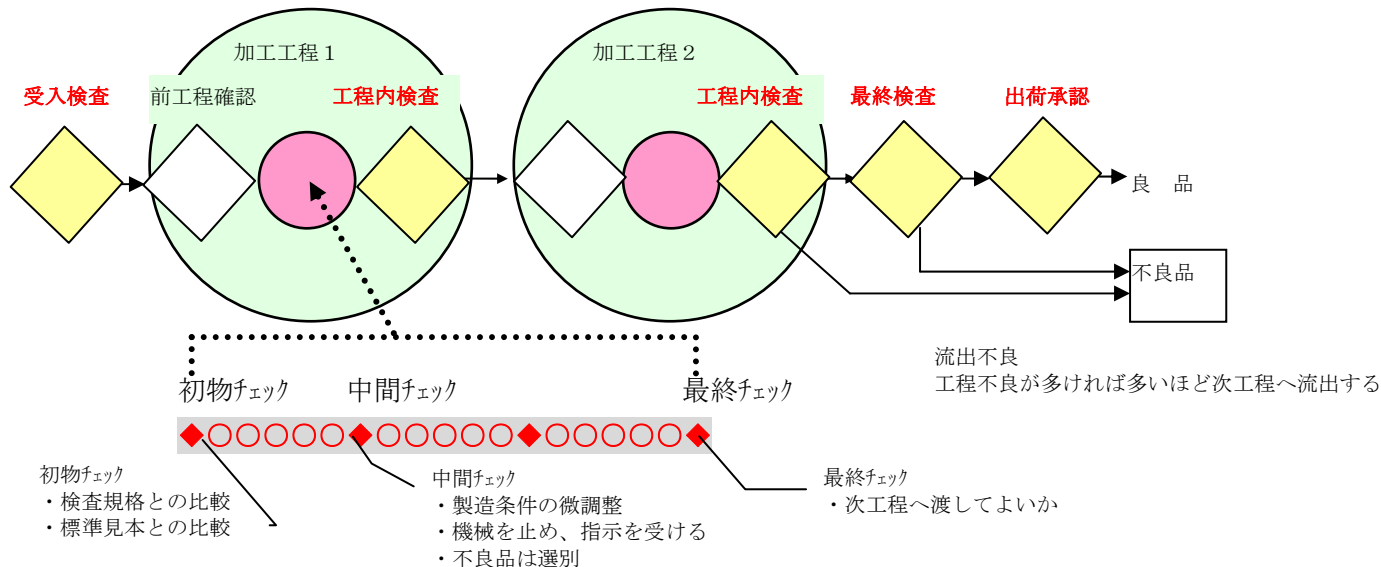 加工工程１
加工工程２
受入検査
前工程確認
工程内検査
工程内検査
最終検査
出荷承認
良　品
不良品
流出不良
工程不良が多ければ多いほど次工程へ流出する
初物ﾁｪｯｸ
中間ﾁｪｯｸ
最終ﾁｪｯｸ
初物ﾁｪｯｸ
・検査規格との比較
・標準見本との比較
中間ﾁｪｯｸ
・製造条件の微調整
・機械を止め、指示を受ける
・不良品は選別
最終ﾁｪｯｸ
・次工程へ渡してよいか